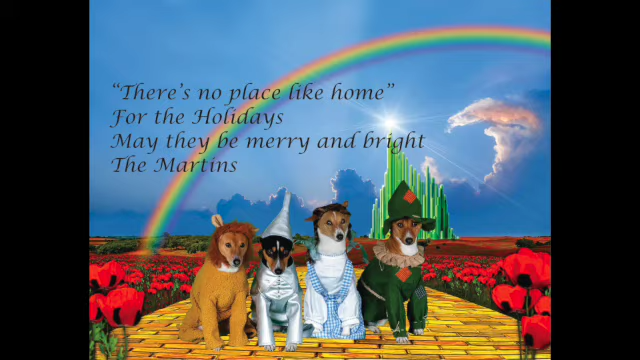 “There’s no place like home”
For the Holidays
May they be merry and bright
The Martins